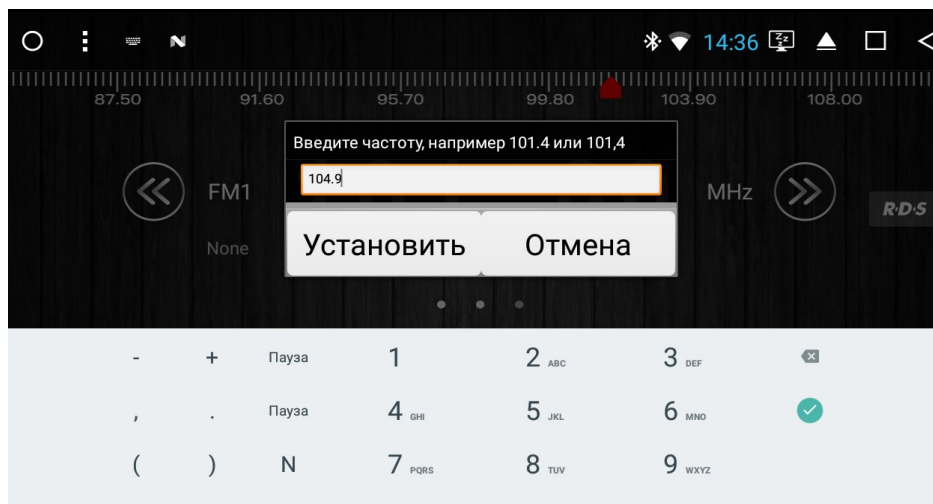 14:36
87.50 91.60 95.70 99.80 103.90 108.00
Введите частоту, например 101.4 или 101,4
104.9
FM1 MHz
R·D·S
None
Установить Отмена
- + Пауза 1 2 ABC 3 DEF
, . Пауза 4 GHI 5 JKL 6 MNO
( ) N 7 PQRS 8 TUV 9 WXYZ